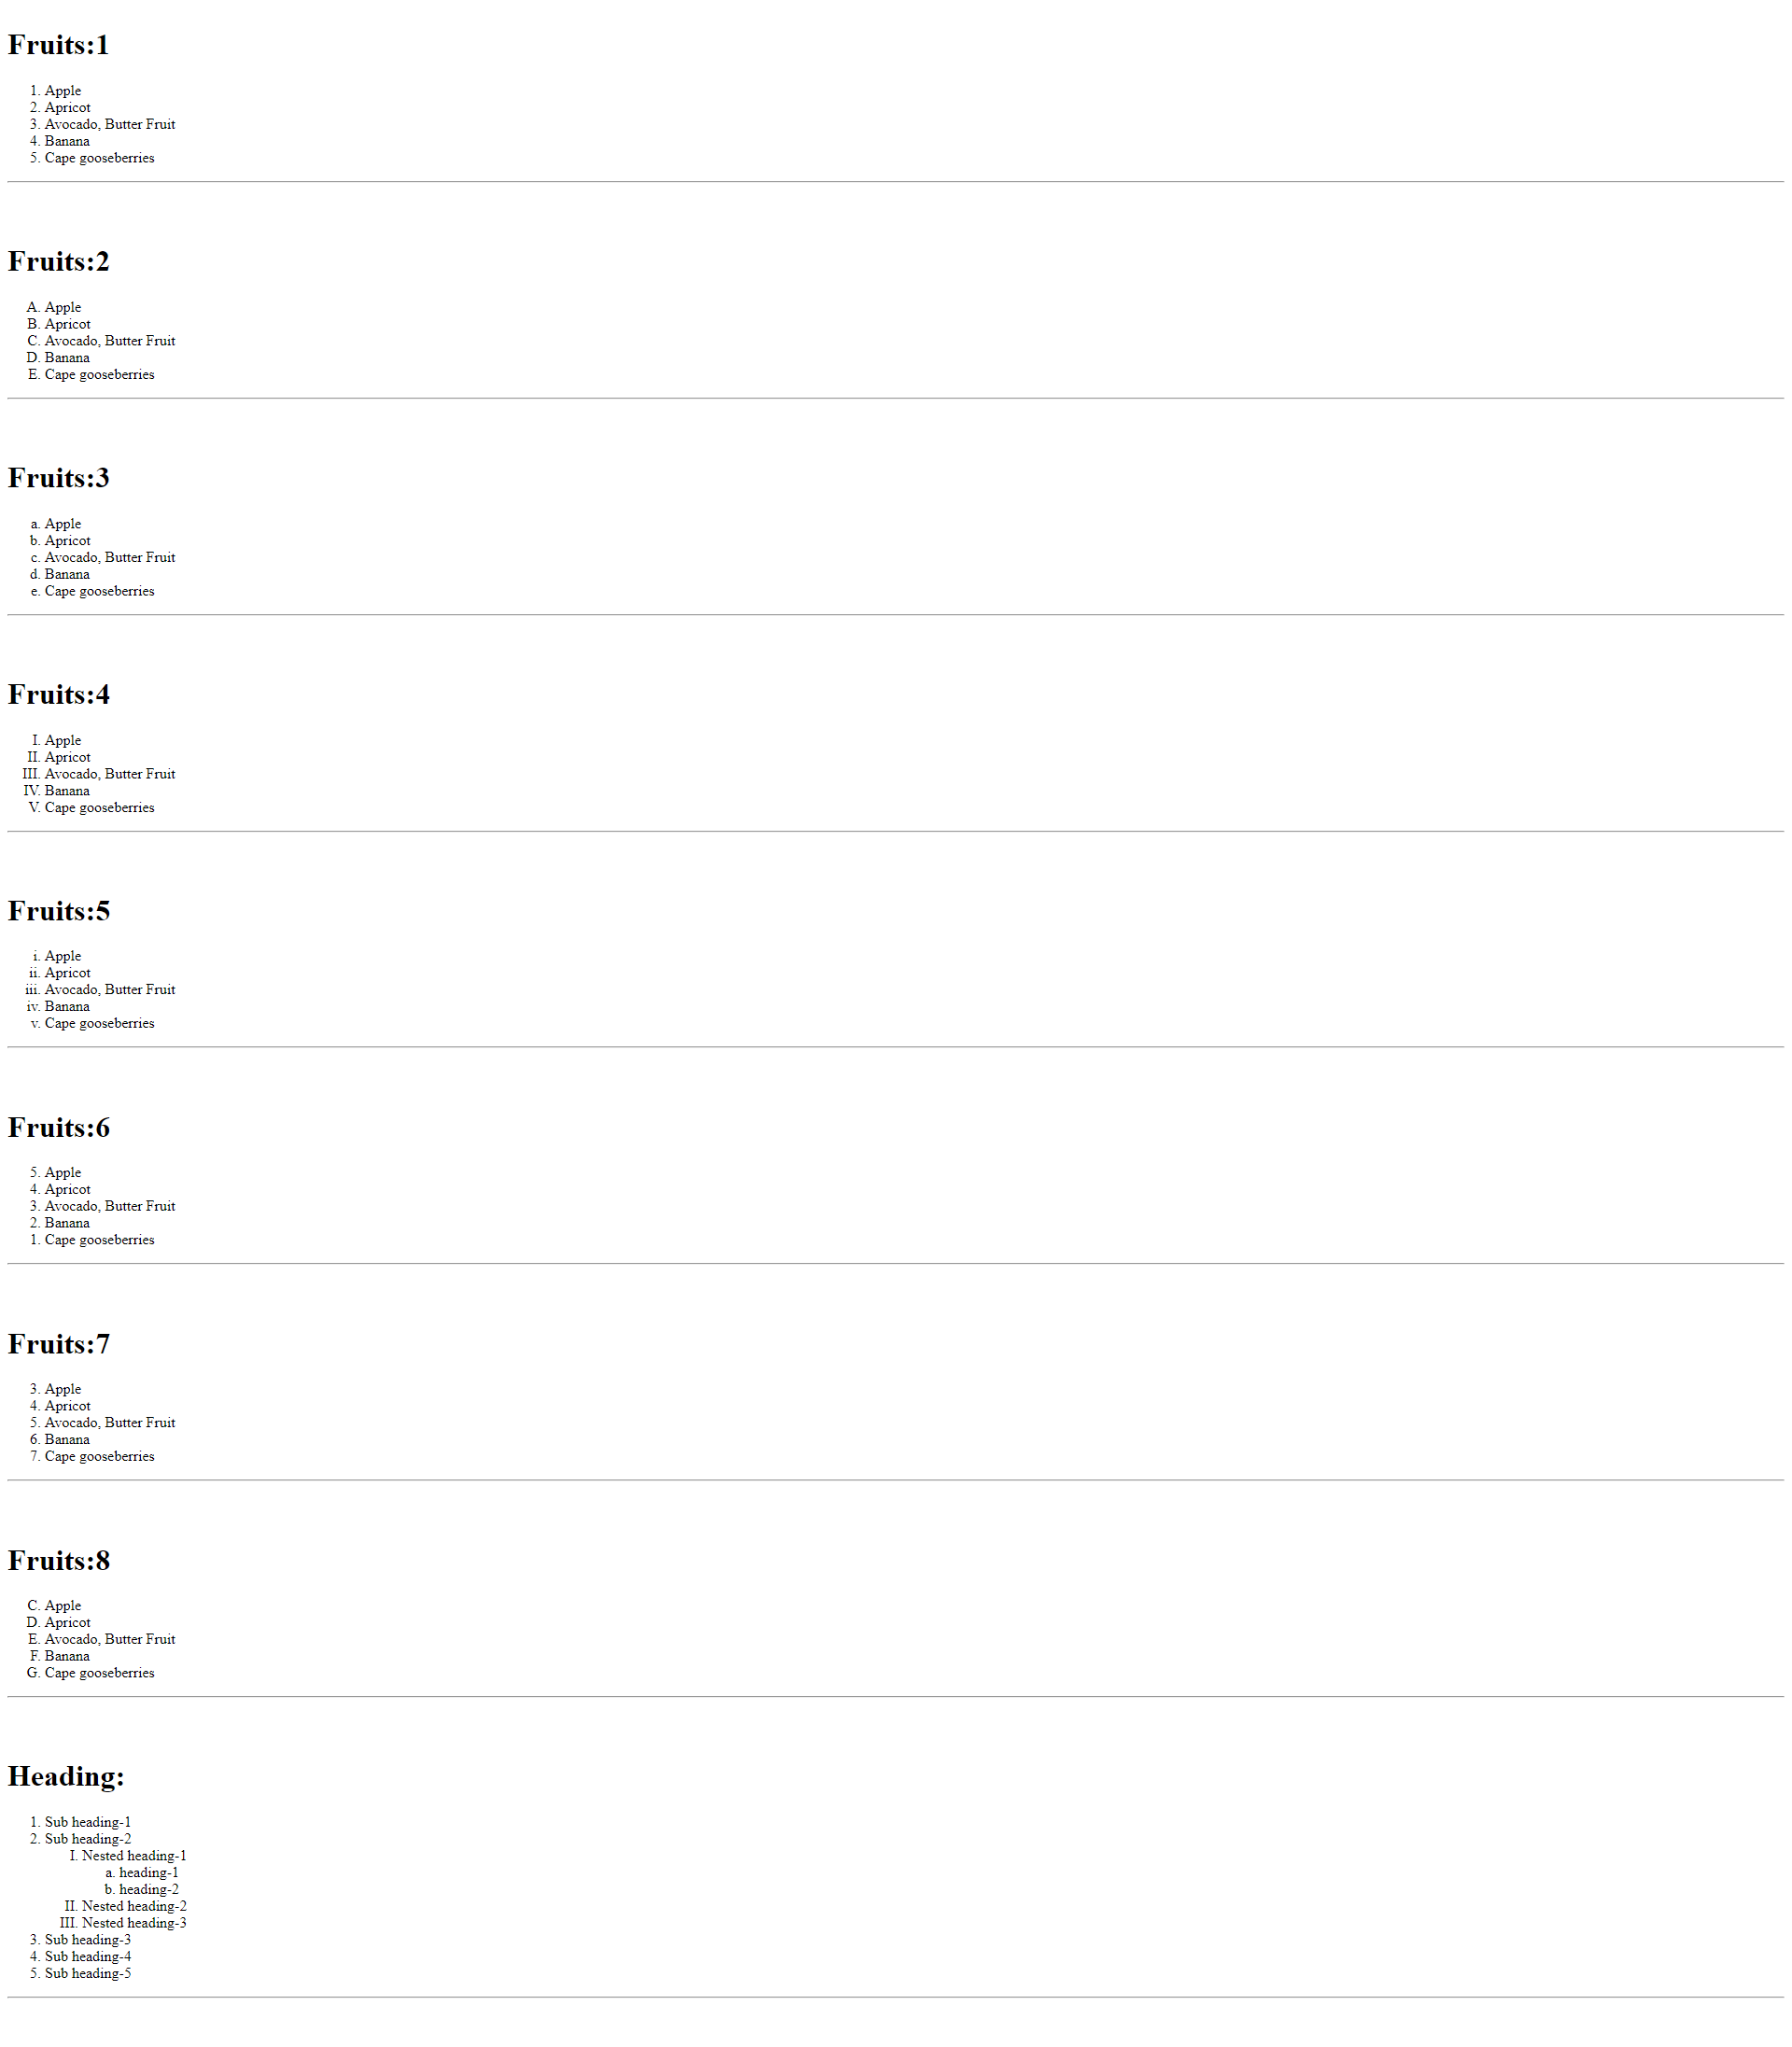 Fruits:1
1. Apple
2. Apricot
3. Avocado, Butter Fruit
4. Banana
5. Cape gooseberries
Fruits:2
A. Apple
B. Apricot
C. Avocado, Butter Fruit
D. Banana
E. Cape gooseberries
Fruits:3
a. Apple
b. Apricot
c. Avocado, Butter Fruit
d. Banana
e. Cape gooseberries
Fruits:4
I. Apple
II. Apricot
III. Avocado, Butter Fruit
IV. Banana
V. Cape gooseberries
Fruits:5
i. Apple
ii. Apricot
iii. Avocado, Butter Fruit
iv. Banana
v. Cape gooseberries
Fruits:6
5. Apple
4. Apricot
3. Avocado, Butter Fruit
2. Banana
1. Cape gooseberries
Fruits:7
3. Apple
4. Apricot
5. Avocado, Butter Fruit
6. Banana
7. Cape gooseberries
Fruits:8
C. Apple
D. Apricot
E. Avocado, Butter Fruit
F. Banana
G. Cape gooseberries
Heading:
1. Sub heading-1
2. Sub heading-2
I. Nested heading-1
a. heading-1
b. heading-2
II. Nested heading-2
III. Nested heading-3
3. Sub heading-3
4. Sub heading-4
5. Sub heading-5